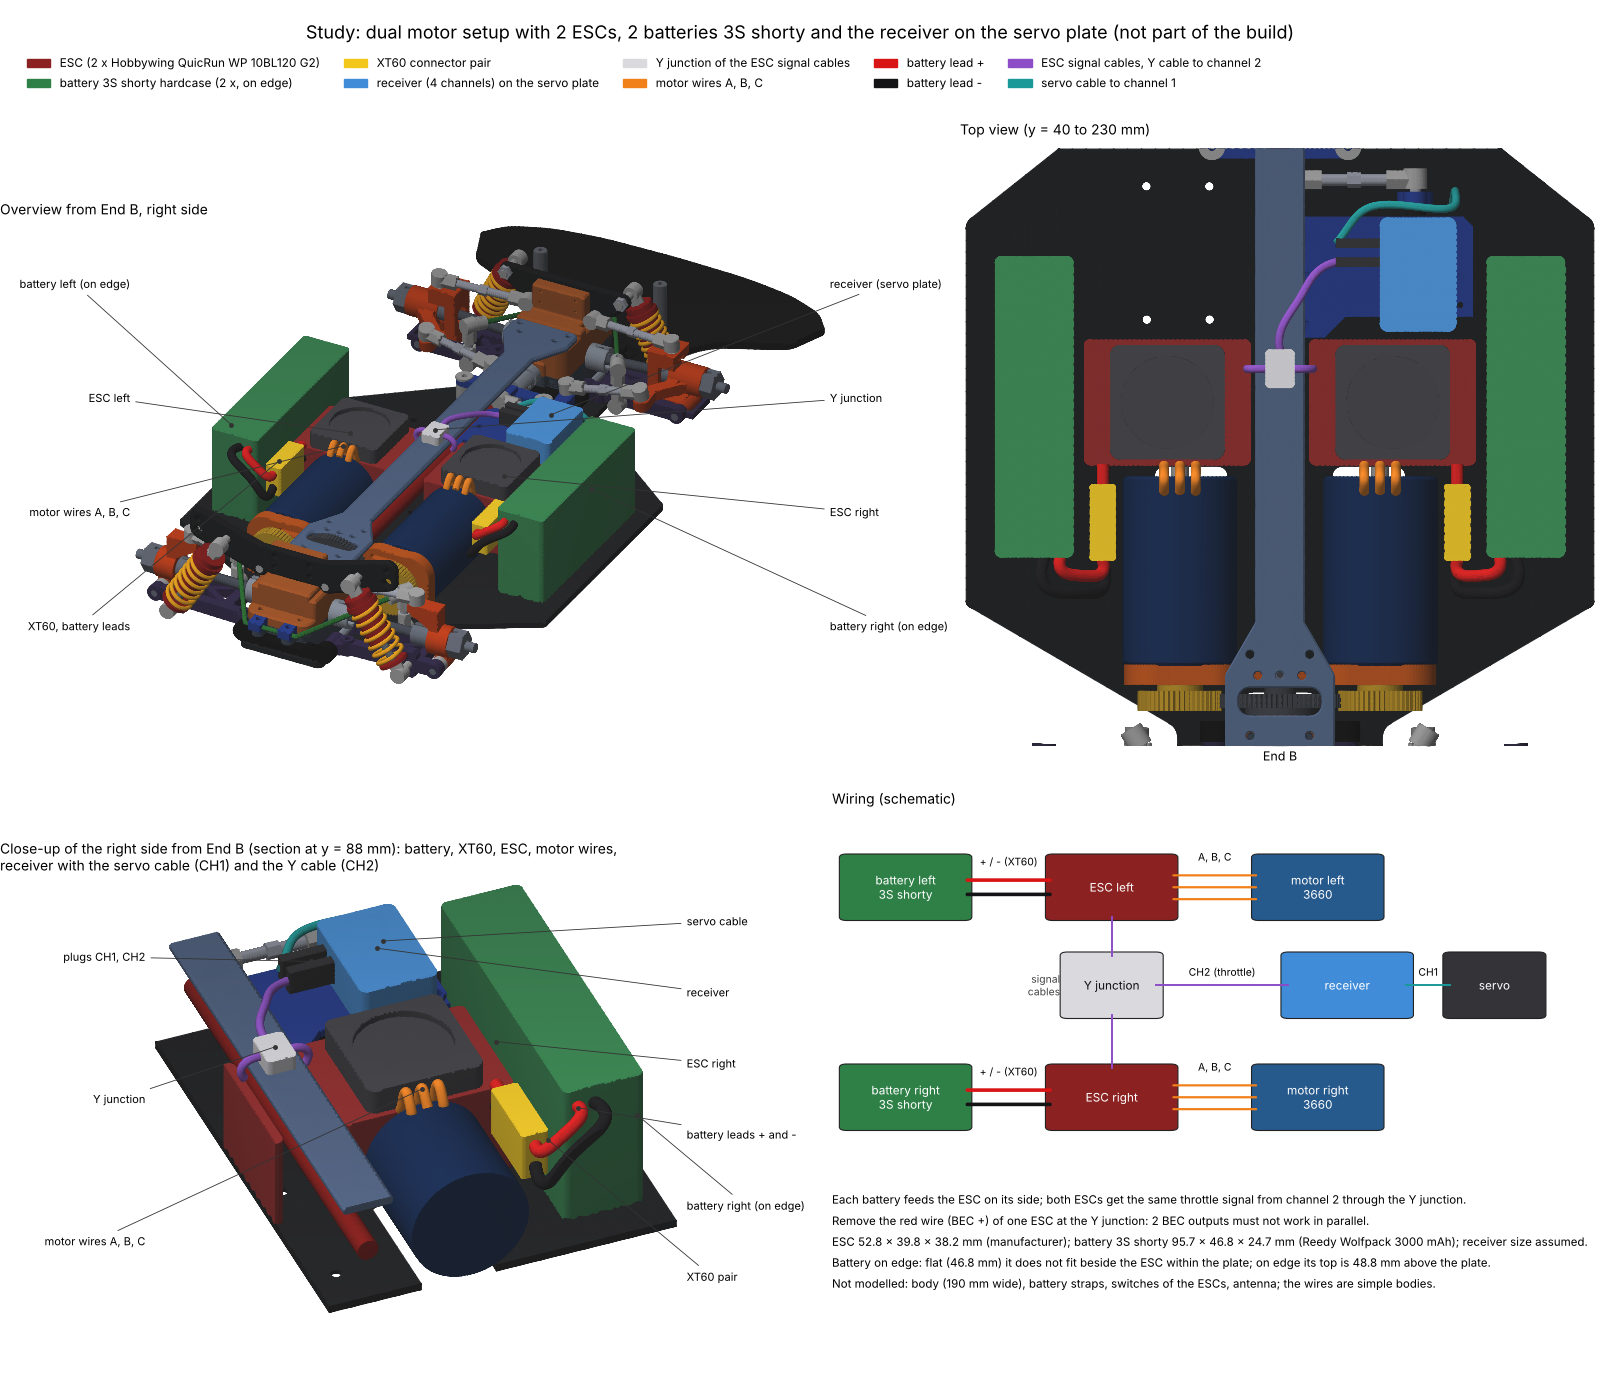 Study: dual motor setup with 2 ESCs, 2 batteries 3S shorty and the receiver on the servo plate (not part of the build)
ESC (2 x Hobbywing QuicRun WP 10BL120 G2)
XT60 connector pair
Y junction of the ESC signal cables
battery lead +
ESC signal cables, Y cable to channel 2
battery 3S shorty hardcase (2 x, on edge)
receiver (4 channels) on the servo plate
motor wires A, B, C
battery lead -
servo cable to channel 1
Top view (y = 40 to 230 mm)
Overview from End B, right side
battery left (on edge)
receiver (servo plate)
ESC left
Y junction
motor wires A, B, C
ESC right
XT60, battery leads
battery right (on edge)
End B
Close-up of the right side from End B (section at y = 88 mm): battery, XT60, ESC, motor wires,
receiver with the servo cable (CH1) and the Y cable (CH2)
servo cable
plugs CH1, CH2
receiver
ESC right
Y junction
battery leads + and -
battery right (on edge)
motor wires A, B, C
XT60 pair
Wiring (schematic)
battery left
3S shorty
+ / - (XT60)
ESC left
A, B, C
motor left
3660
signal
cables
Y junction
CH2 (throttle)
receiver
CH1
servo
battery right
3S shorty
+ / - (XT60)
ESC right
A, B, C
motor right
3660
Each battery feeds the ESC on its side; both ESCs get the same throttle signal from channel 2 through the Y junction.
Remove the red wire (BEC +) of one ESC at the Y junction: 2 BEC outputs must not work in parallel.
ESC 52.8 × 39.8 × 38.2 mm (manufacturer); battery 3S shorty 95.7 × 46.8 × 24.7 mm (Reedy Wolfpack 3000 mAh); receiver size assumed.
Battery on edge: flat (46.8 mm) it does not fit beside the ESC within the plate; on edge its top is 48.8 mm above the plate.
Not modelled: body (190 mm wide), battery straps, switches of the ESCs, antenna; the wires are simple bodies.